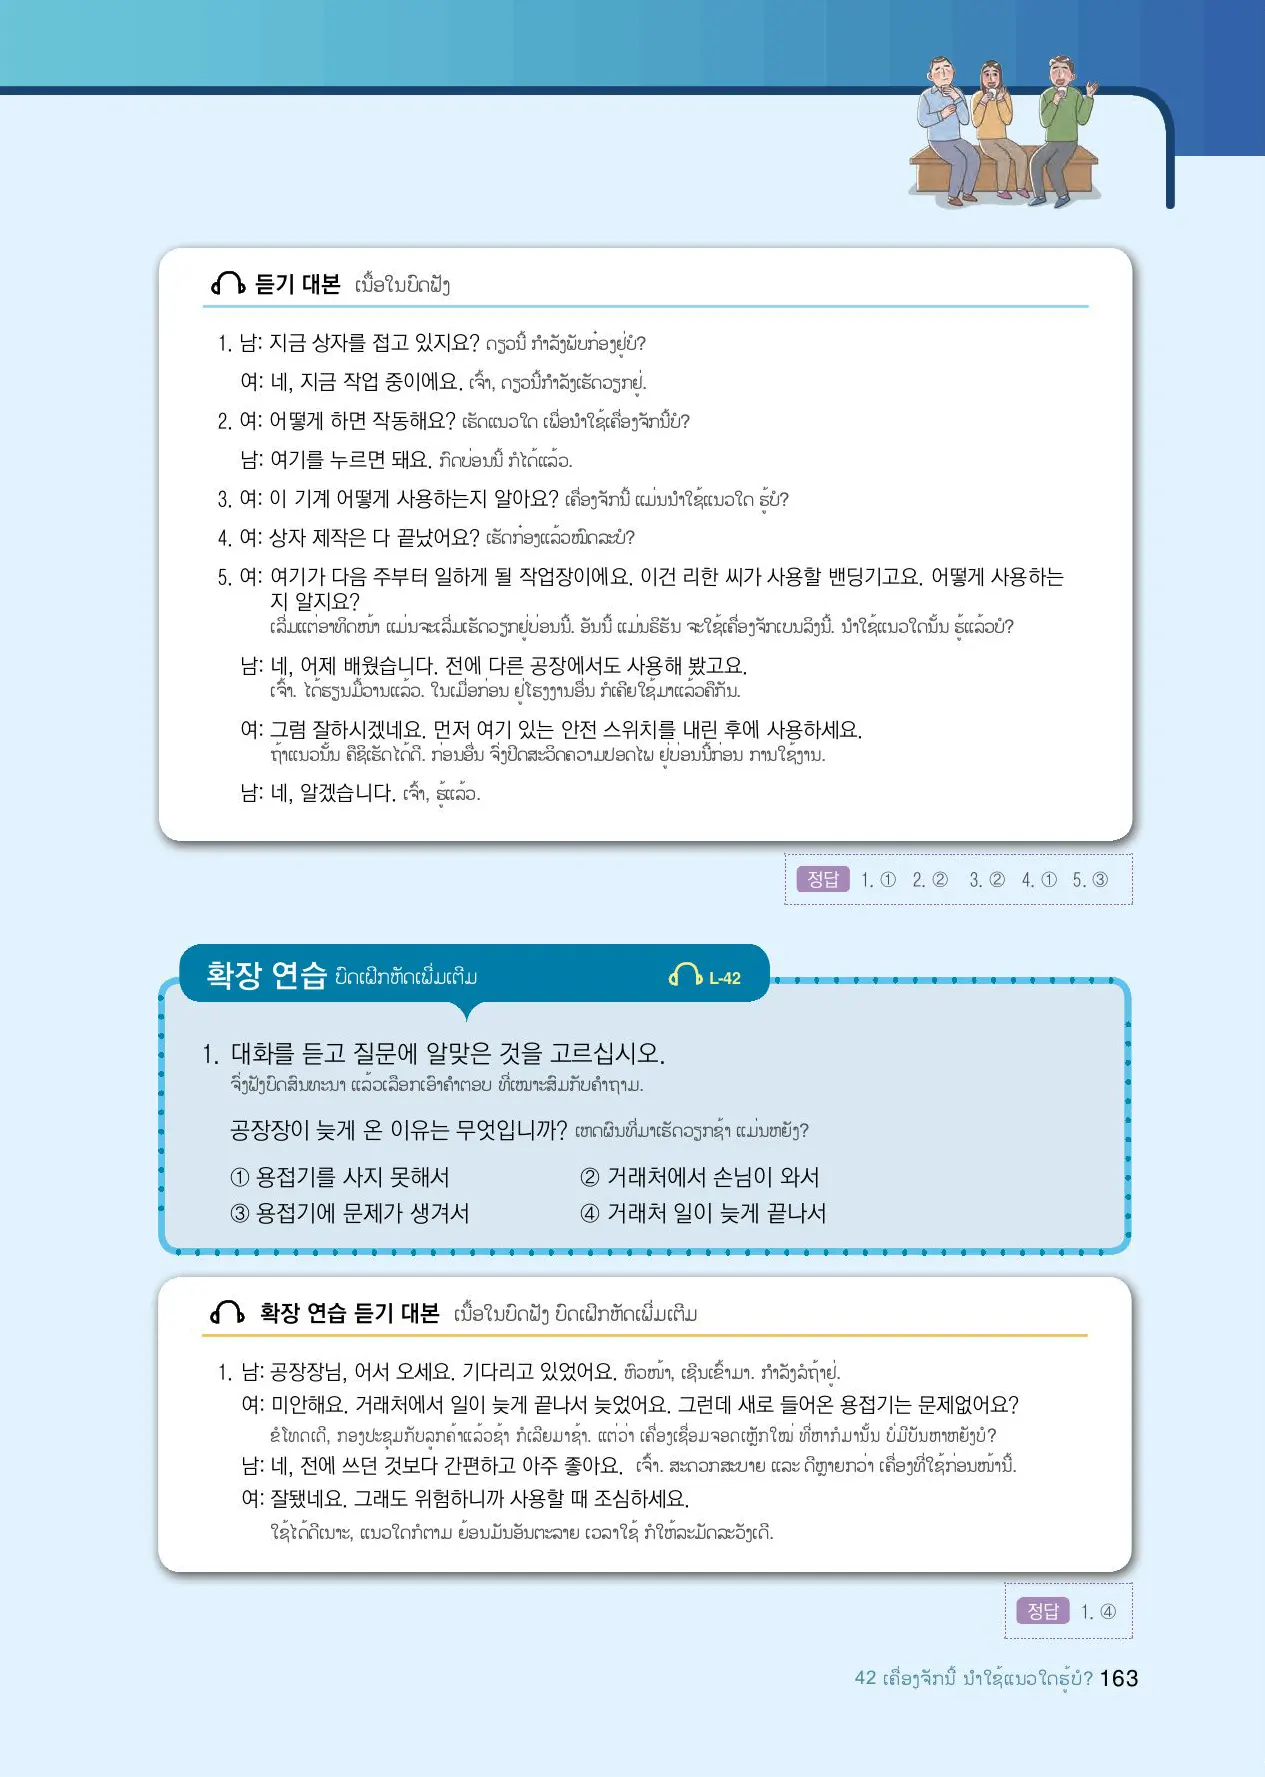 듣기 대본 ເນື້ອໃນບົດຟັງ
1. 남: 지금 상자를 접고 있지요? ດຽວນີ້ ກຳລັງພັບກ໋ອງຢູ່ບໍ?
여: 네, 지금 작업 중이에요. ເຈົ້າ, ດຽວນີ້ກຳລັງເຮັດວຽກຢູ່.
2. 여: 어떻게 하면 작동해요? ເຮັດແນວໃດ ເພື່ອນຳໃຊ້ເຄື່ອງຈັກນີ້ບໍ?
남: 여기를 누르면 돼요. ກົດບ່ອນນີ້ ກໍໄດ້ແລ້ວ.
3. 여: 이 기계 어떻게 사용하는지 알아요? ເຄື່ອງຈັກນີ້ ແມ່ນນຳໃຊ້ແນວໃດ ຮູ້ບໍ?
4. 여: 상자 제작은 다 끝났어요? ເຮັດກ໋ອງແລ້ວໝົດລະບໍ?
5. 여: 여기가 다음 주부터 일하게 될 작업장이에요. 이건 리한 씨가 사용할 밴딩기고요. 어떻게 사용하는
지 알지요?
ເລີ່ມແຕ່ອາທິດໜ້າ ແມ່ນຈະເລີ່ມເຮັດວຽກຢູ່ບ່ອນນີ້. ອັນນີ້ ແມ່ນຣິຮັນ ຈະໃຊ້ເຄື່ອງຈັກເບນລິງນີ້. ນຳໃຊ້ແນວໃດນັ້ນ ຮູ້ແລ້ວບໍ?
남: 네, 어제 배웠습니다. 전에 다른 공장에서도 사용해 봤고요.
ເຈົ້າ. ໄດ້ຮຽນມື້ວານແລ້ວ. ໃນເມື່ອກ່ອນ ຢູ່ໂຮງງານອື່ນ ກໍເຄີຍໃຊ້ມາແລ້ວຄືກັນ.
여: 그럼 잘하시겠네요. 먼저 여기 있는 안전 스위치를 내린 후에 사용하세요.
ຖ້າແນວນັ້ນ ຄືຊິເຮັດໄດ້ດີ. ກ່ອນອື່ນ ຈົ່ງປິດສະວິດຄວາມປອດໄພ ຢູ່ບ່ອນນີ້ກ່ອນ ການໃຊ້ງານ.
남: 네, 알겠습니다. ເຈົ້າ, ຮູ້ແລ້ວ.
정답 1. ① 2. ② 3. ② 4. ① 5. ③
확장 연습 ບົດເຝິກຫັດເພີ່ມເຕີມ L-42
1. 대화를 듣고 질문에 알맞은 것을 고르십시오.
ຈົ່ງຟັງບົດສົນທະນາ ແລ້ວເລືອກເອົາຄຳຕອບ ທີ່ເໝາະສົມກັບຄຳຖາມ.
공장장이 늦게 온 이유는 무엇입니까? ເຫດຜົນທີ່ມາເຮັດວຽກຊ້າ ແມ່ນຫຍັງ?
① 용접기를 사지 못해서 ② 거래처에서 손님이 와서
③ 용접기에 문제가 생겨서 ④ 거래처 일이 늦게 끝나서
확장 연습 듣기 대본 ເນື້ອໃນບົດຟັງ ບົດເຝິກຫັດເພີ່ມເຕີມ
1. 남: 공장장님, 어서 오세요. 기다리고 있었어요. ຫົວໜ້າ, ເຊີນເຂົ້າມາ. ກຳລັງລໍຖ້າຢູ່.
여: 미안해요. 거래처에서 일이 늦게 끝나서 늦었어요. 그런데 새로 들어온 용접기는 문제없어요?
ຂໍໂທດເດີ, ກອງປະຊຸມກັບລູກຄ້າແລ້ວຊ້າ ກໍເລີຍມາຊ້າ. ແຕ່ວ່າ ເຄື່ອງເຊື່ອມຈອດເຫຼັກໃໝ່ ທີ່ຫາກໍມານັ້ນ ບໍ່ມີບັນຫາຫຍັງບໍ?
남: 네, 전에 쓰던 것보다 간편하고 아주 좋아요. ເຈົ້າ. ສະດວກສະບາຍ ແລະ ດີຫຼາຍກວ່າ ເຄື່ອງທີ່ໃຊ້ກ່ອນໜ້ານີ້.
여: 잘됐네요. 그래도 위험하니까 사용할 때 조심하세요.
ໃຊ້ໄດ້ດີເນາະ, ແນວໃດກໍຕາມ ຍ້ອນມັນອັນຕະລາຍ ເວລາໃຊ້ ກໍໃຫ້ລະມັດລະວັງເດີ.
정답 1. ④
42 ເຄື່ອງຈັກນີ້ ນຳໃຊ້ແນວໃດຮູ້ບໍ? 163